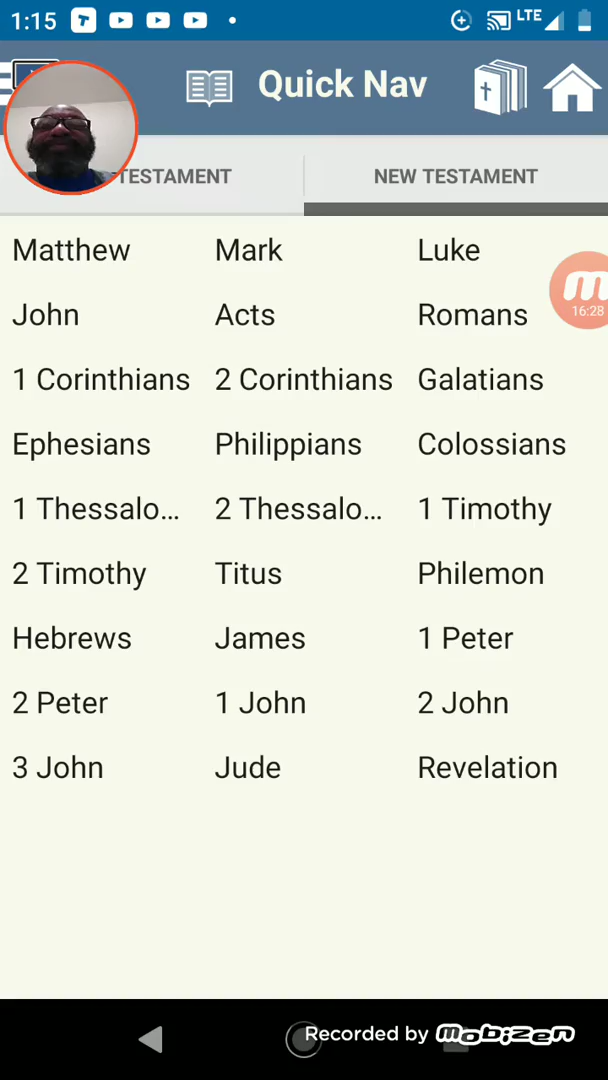 1:15 LTE
Quick Nav
TESTAMENT NEW TESTAMENT
Matthew Mark Luke
16:28
John Acts Romans
1 Corinthians 2 Corinthians Galatians
Ephesians Philippians Colossians
1 Thessalo... 2 Thessalo... 1 Timothy
2 Timothy Titus Philemon
Hebrews James 1 Peter
2 Peter 1 John 2 John
3 John Jude Revelation
Recorded by mobizen